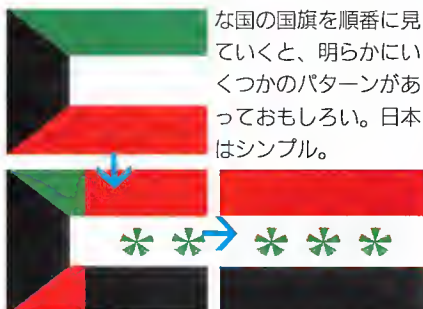 な国の国旗を順番に見
ていくと、明らかにい
くつかのパターンがあ
っておもしろい。日本
はシンプル。